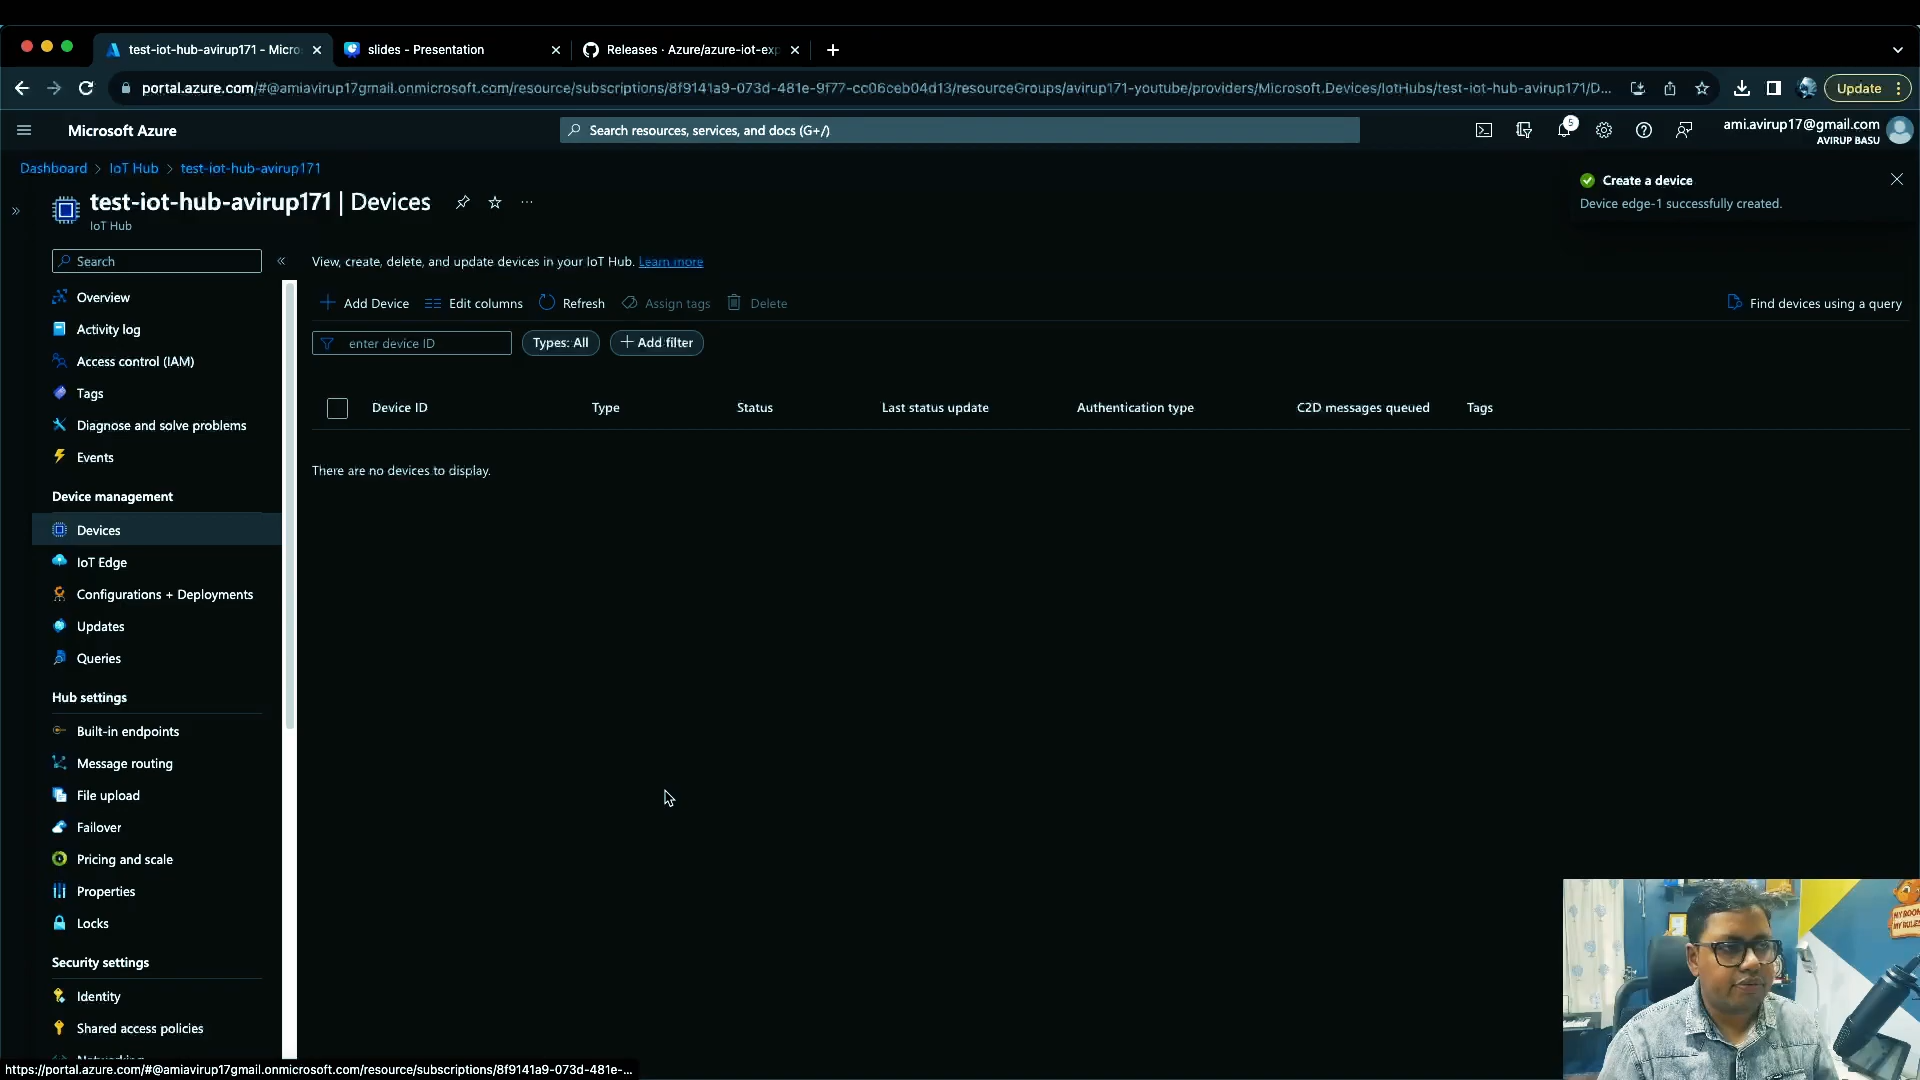 test-iot-hub-avirup171 - Micro
slides - Presentation
Releases · Azure/azure-iot-exp
portal.azure.com/#@amiavirup17gmail.onmicrosoft.com/resource/subscriptions/8f9141a9-073d-481e-9f77-cc06ceb04d13/resourceGroups/avirup171-youtube/providers/Microsoft.Devices/IotHubs/test-iot-hub-avirup171/D...
Update
Microsoft Azure
Search resources, services, and docs (G+/)
5
ami.avirup17@gmail.com
AVIRUP BASU
Dashboard > IoT Hub > test-iot-hub-avirup171
test-iot-hub-avirup171 | Devices
IoT Hub
Create a device
Device edge-1 successfully created.
Search
View, create, delete, and update devices in your IoT Hub. Learn more
Add Device
Edit columns
Refresh
Assign tags
Delete
Find devices using a query
enter device ID
Types: All
Add filter
Device ID
Type
Status
Last status update
Authentication type
C2D messages queued
Tags
There are no devices to display.
Overview
Activity log
Access control (IAM)
Tags
Diagnose and solve problems
Events
Device management
Devices
IoT Edge
Configurations + Deployments
Updates
Queries
Hub settings
Built-in endpoints
Message routing
File upload
Failover
Pricing and scale
Properties
Locks
Security settings
Identity
Shared access policies
Networking
https://portal.azure.com/#@amiavirup17gmail.onmicrosoft.com/resource/subscriptions/8f9141a9-073d-481e-...
MY ROOM
MY RULES